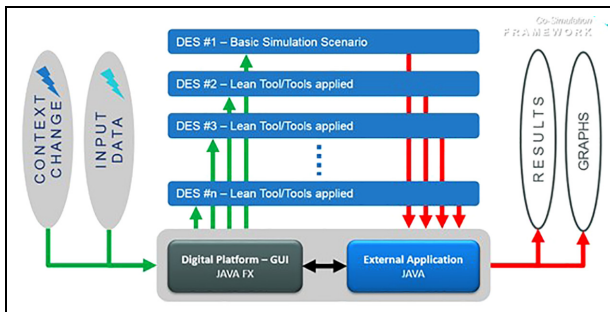 Co-Simulation
FRAMEWORK
DES #1 – Basic Simulation Scenario
DES #2 – Lean Tool/Tools applied
DES #3 – Lean Tool/Tools applied
DES #n – Lean Tool/Tools applied
CONTEXT
CHANGE
INPUT
DATA
RESULTS
GRAPHS
Digital Platform – GUI
JAVA FX
External Application
JAVA